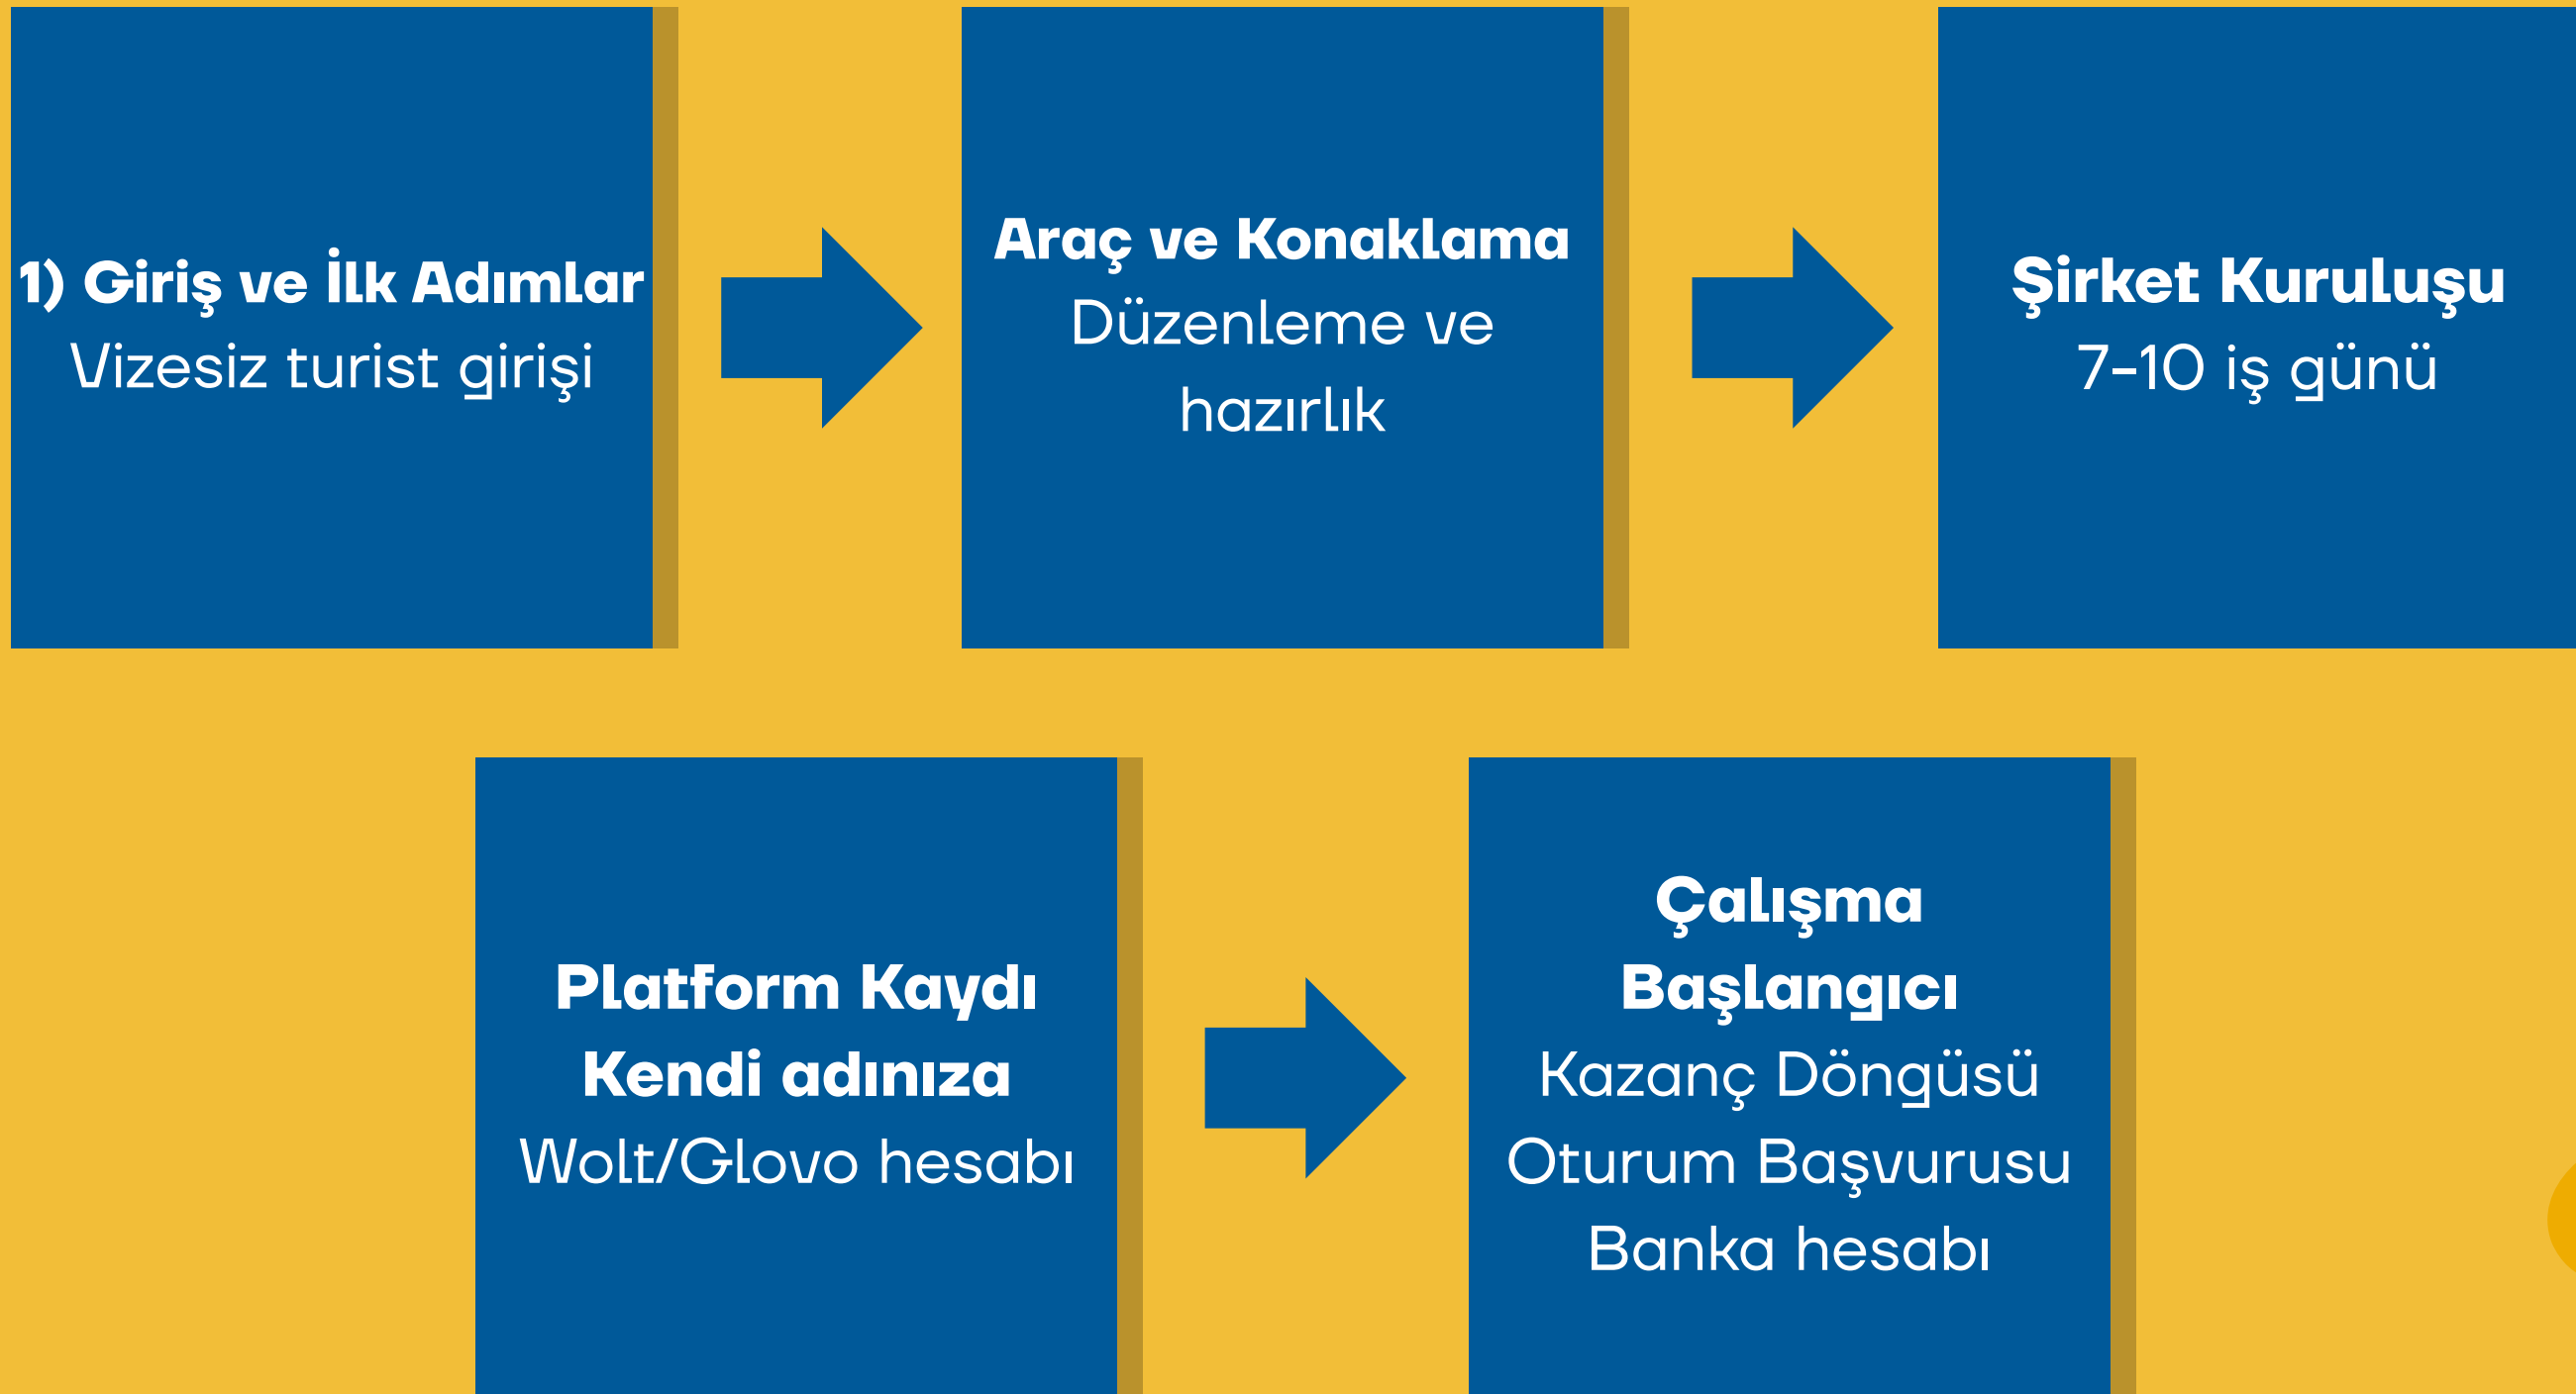 1) Giriş ve İlk Adımlar
Vizesiz turist girişi
Araç ve Konaklama
Düzenleme ve
hazırlık
Şirket Kuruluşu
7-10 iş günü
Platform Kaydı
Kendi adınıza
Wolt/Glovo hesabı
Çalışma
Başlangıcı
Kazanç Döngüsü
Oturum Başvurusu
Banka hesabı